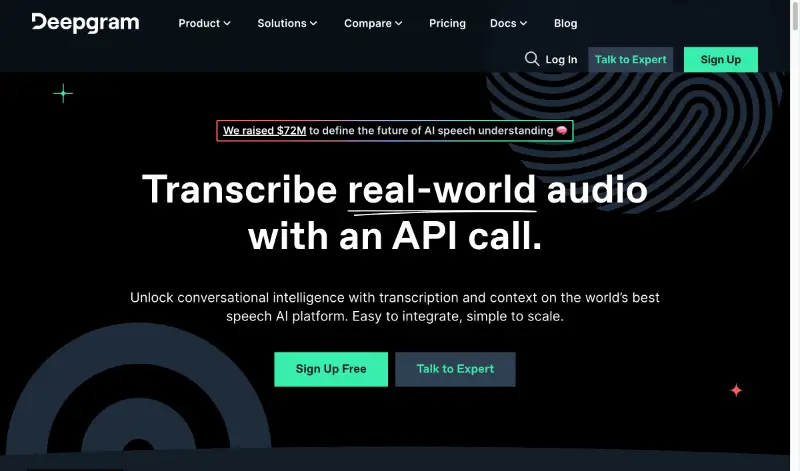 Deepgram
Product
Solutions
Compare
Pricing
Docs
Blog
Log In
Talk to Expert
Sign Up
We raised $72M to define the future of AI speech understanding 🧠
Transcribe real-world audio
with an API call.
Unlock conversational intelligence with transcription and context on the world's best
speech AI platform. Easy to integrate, simple to scale.
Sign Up Free
Talk to Expert